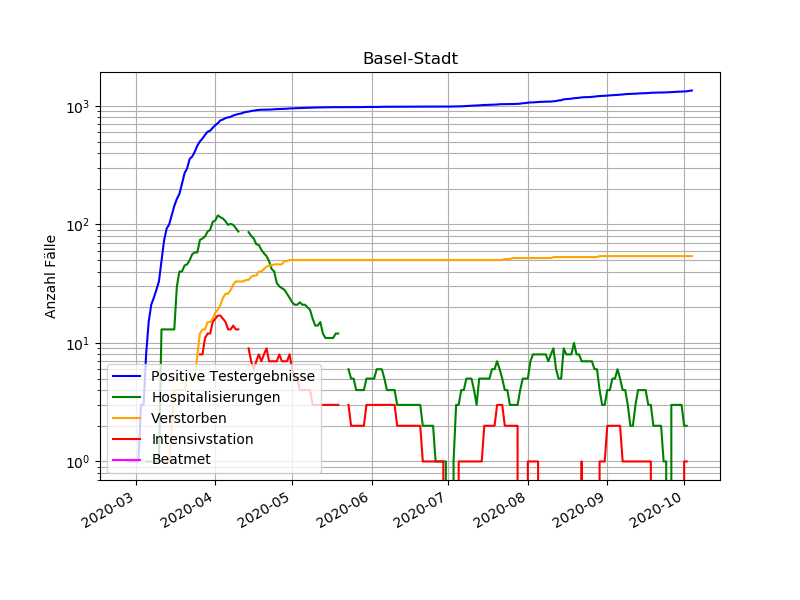 Basel-Stadt
Anzahl Fälle
10³
10²
10¹
10⁰
Positive Testergebnisse
Hospitalisierungen
Verstorben
Intensivstation
Beatmet
2020-03
2020-04
2020-05
2020-06
2020-07
2020-08
2020-09
2020-10